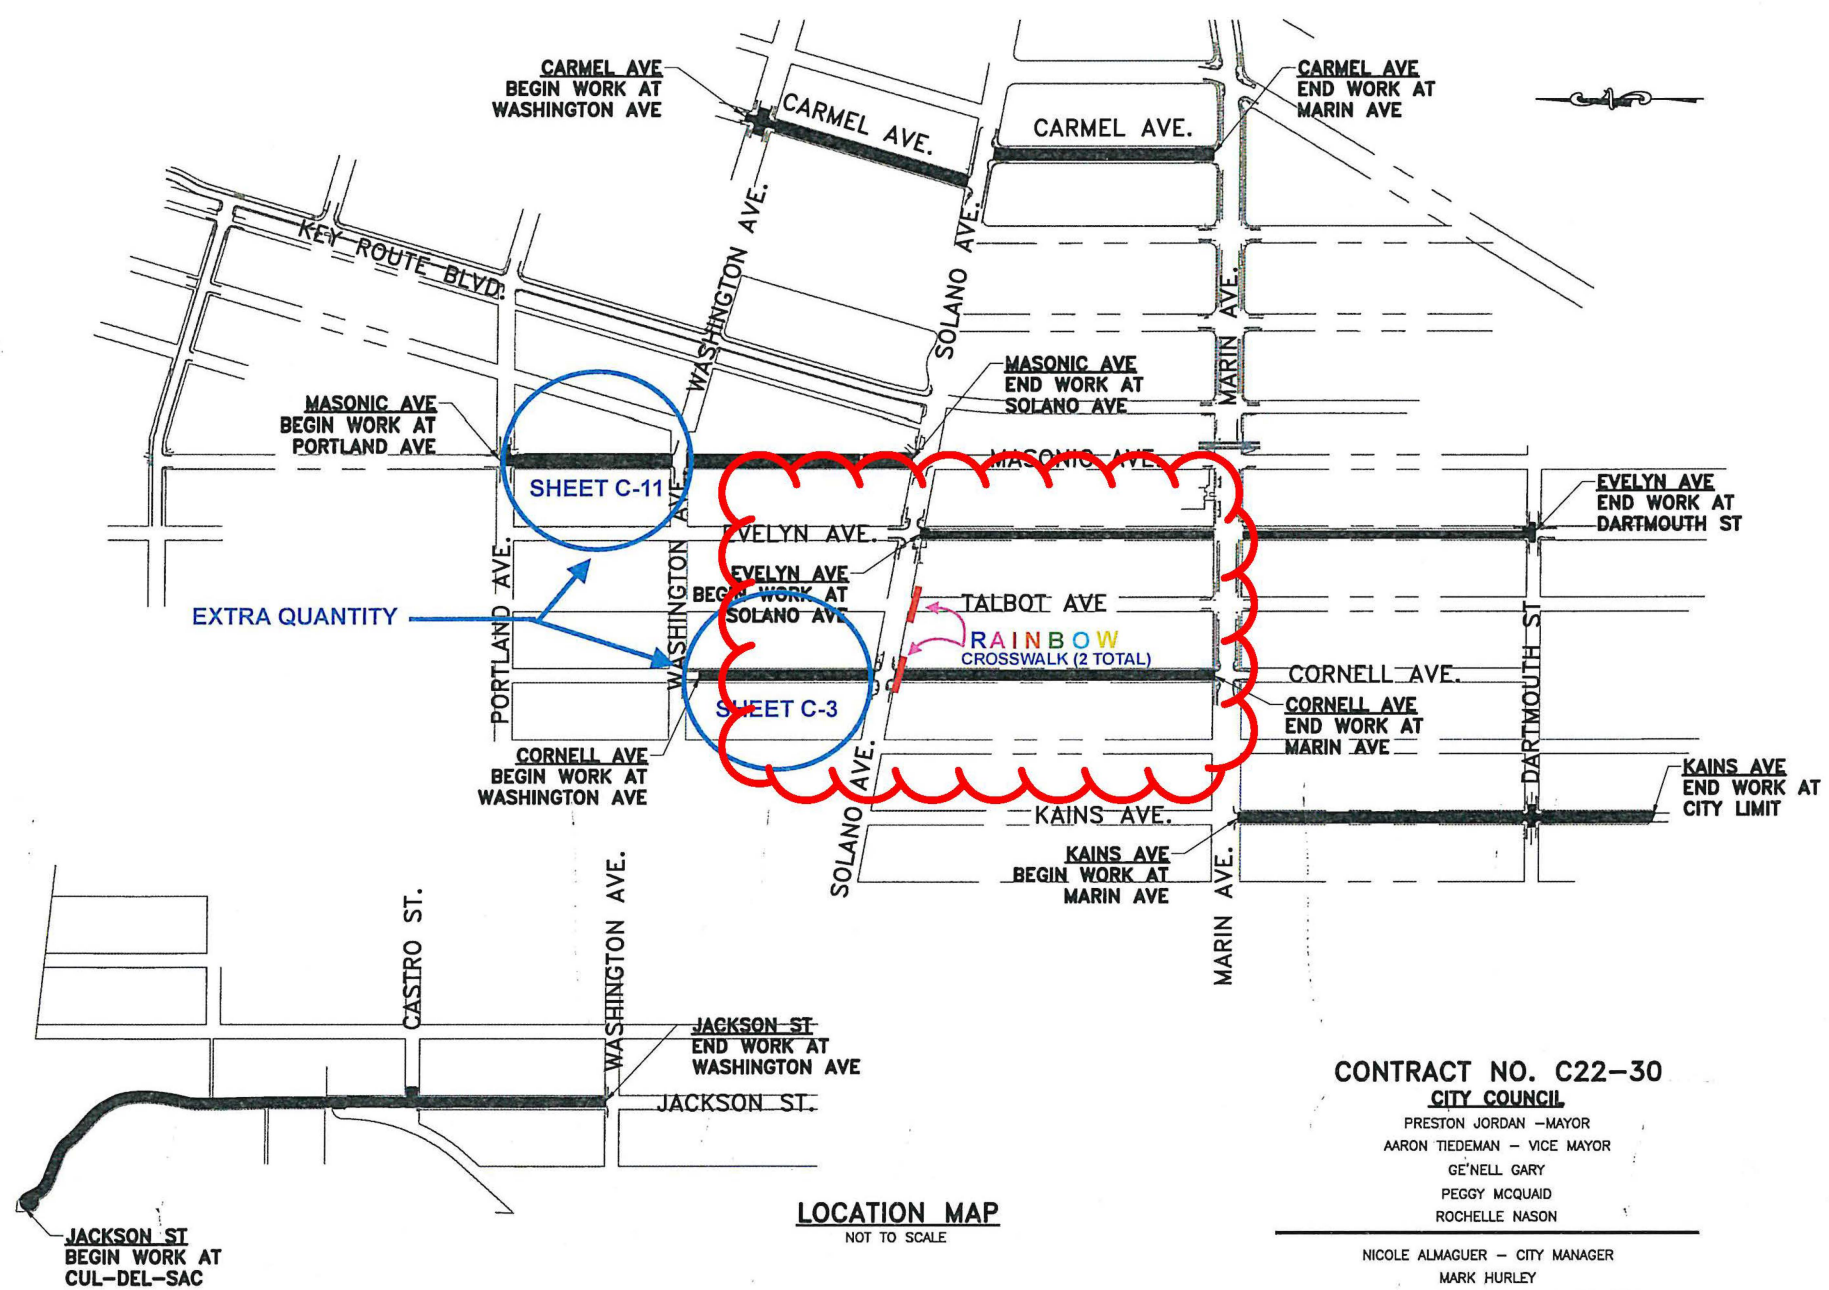 CARMEL AVE
BEGIN WORK AT
WASHINGTON AVE
CARMEL AVE.
CARMEL AVE.
CARMEL AVE
END WORK AT
MARIN AVE
KEY ROUTE BLVD.
WASHINGTON AVE.
SOLANO AVE.
MARIN AVE.
MASONIC AVE
BEGIN WORK AT
PORTLAND AVE
MASONIC AVE
END WORK AT
SOLANO AVE
MASONIC AVE.
SHEET C-11
EVELYN AVE
END WORK AT
DARTMOUTH ST
EVELYN AVE.
EVELYN AVE
BEGIN WORK AT
SOLANO AVE
PORTLAND AVE.
WASHINGTON AVE.
EXTRA QUANTITY
TALBOT AVE
RAINBOW
CROSSWALK (2 TOTAL)
DARTMOUTH ST
CORNELL AVE.
SHEET C-3
CORNELL AVE
END WORK AT
MARIN AVE
CORNELL AVE
BEGIN WORK AT
WASHINGTON AVE
SOLANO AVE.
KAINS AVE.
KAINS AVE
END WORK AT
CITY LIMIT
KAINS AVE
BEGIN WORK AT
MARIN AVE
MARIN AVE.
CASTRO ST.
WASHINGTON AVE.
JACKSON ST
END WORK AT
WASHINGTON AVE
JACKSON ST.
JACKSON ST
BEGIN WORK AT
CUL-DEL-SAC
LOCATION MAP
NOT TO SCALE
CONTRACT NO. C22-30
CITY COUNCIL
PRESTON JORDAN -MAYOR
AARON TIEDEMAN - VICE MAYOR
GE'NELL GARY
PEGGY MCQUAID
ROCHELLE NASON
NICOLE ALMAGUER - CITY MANAGER
MARK HURLEY